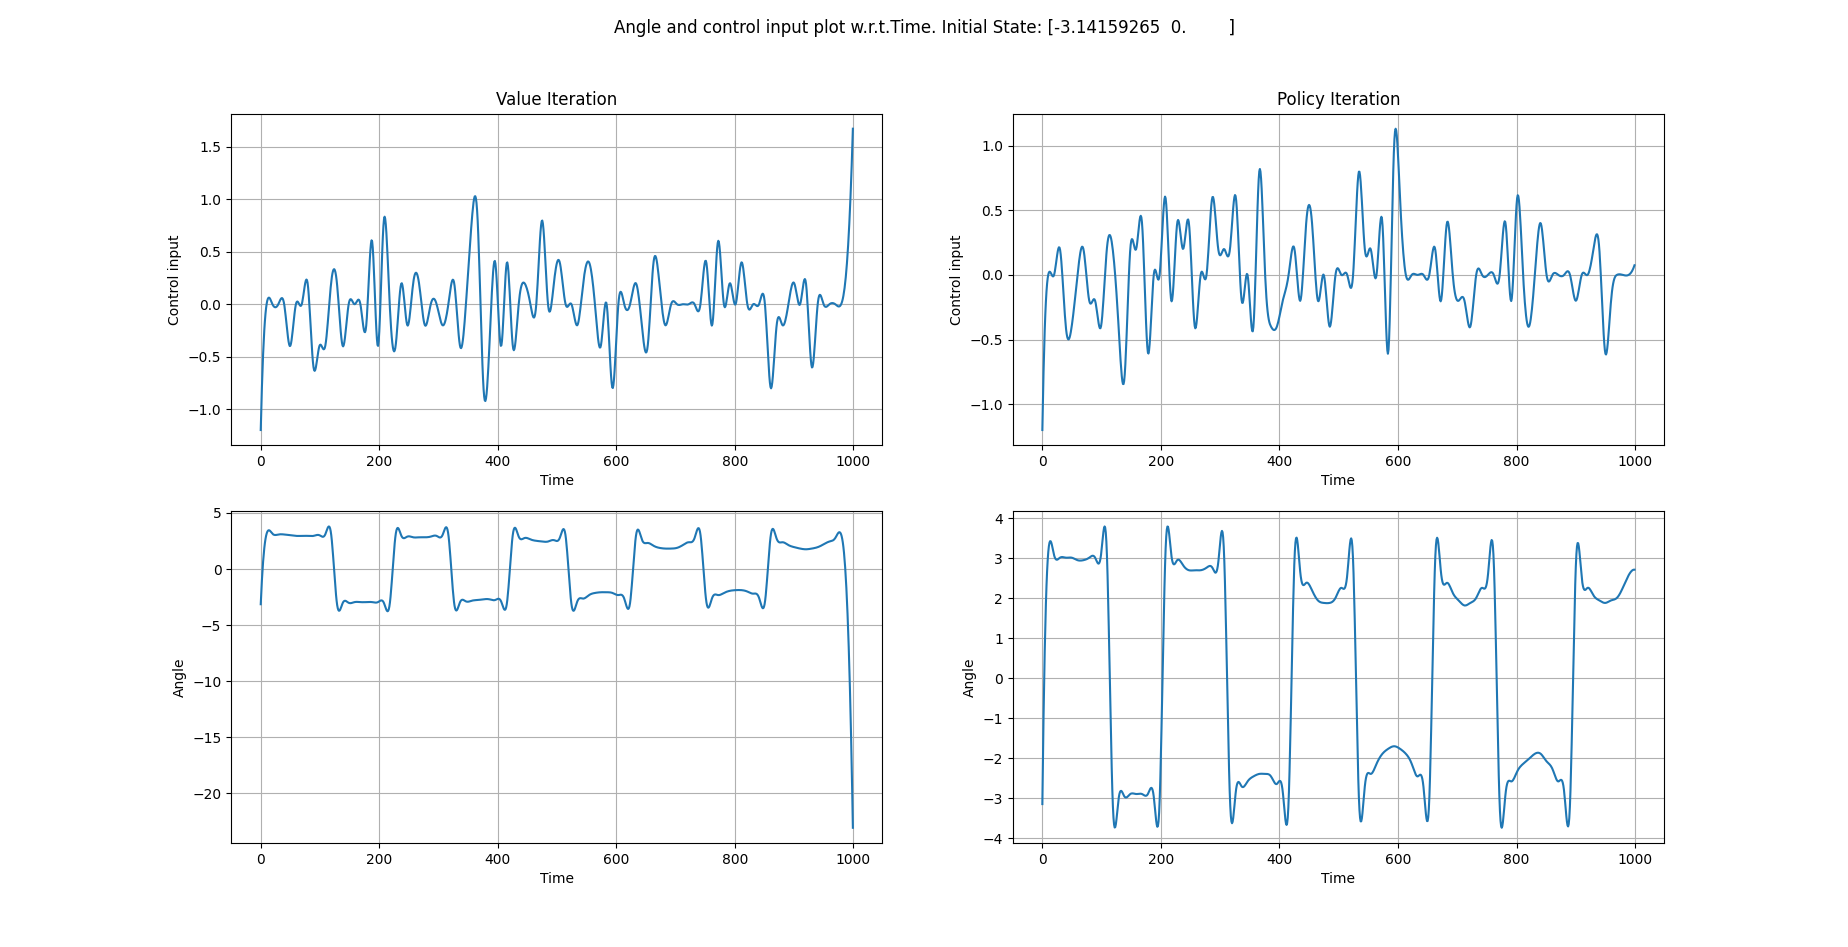 Angle and control input plot w.r.t.Time. Initial State: [-3.14159265  0.        ]
Value Iteration
Control input
1.5
1.0
0.5
0.0
−0.5
−1.0
0 200 400 600 800 1000
Time
Policy Iteration
Control input
1.0
0.5
0.0
−0.5
−1.0
0 200 400 600 800 1000
Time
Angle
5
0
−5
−10
−15
−20
0 200 400 600 800 1000
Time
Angle
4
3
2
1
0
−1
−2
−3
−4
0 200 400 600 800 1000
Time